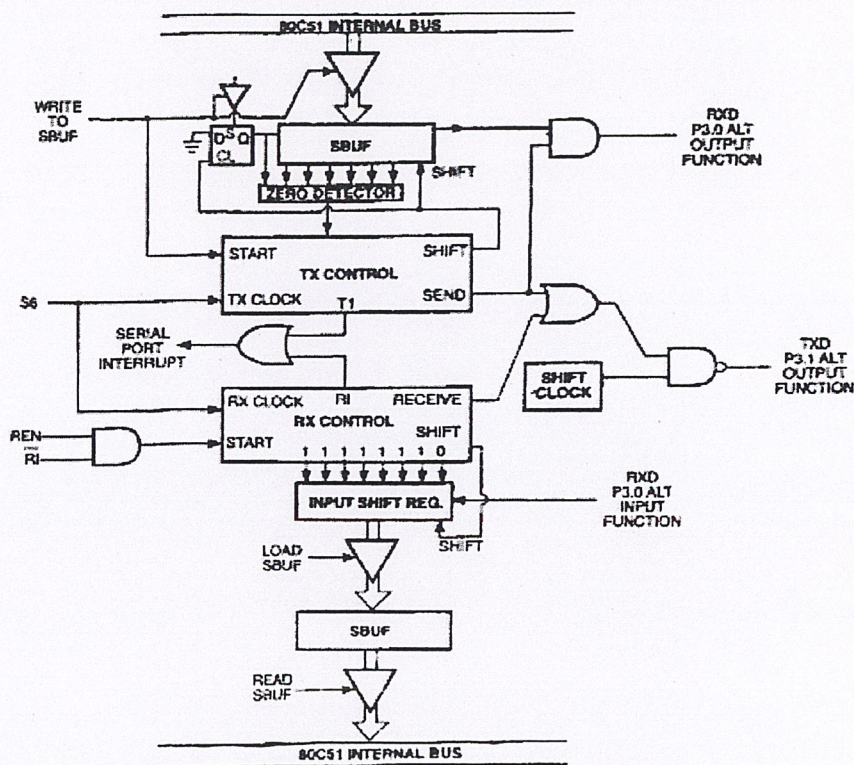 80C51 INTERNAL BUS
WRITE
TO
SBUF
D S Q
CL
SBUF
SHIFT
ZERO DETECTOR
RXD
P3.0 ALT
OUTPUT
FUNCTION
START
SHIFT
TX CONTROL
S6
TX CLOCK
T1
SEND
SERIAL
PORT
INTERRUPT
TXD
P3.1 ALT
OUTPUT
FUNCTION
SHIFT
CLOCK
RX CLOCK
RI
RECEIVE
RX CONTROL
REN
RI
START
SHIFT
1 1 1 1 1 1 1 0
INPUT SHIFT REG.
RXD
P3.0 ALT
INPUT
FUNCTION
LOAD
SBUF
SHIFT
SBUF
READ
SBUF
80C51 INTERNAL BUS